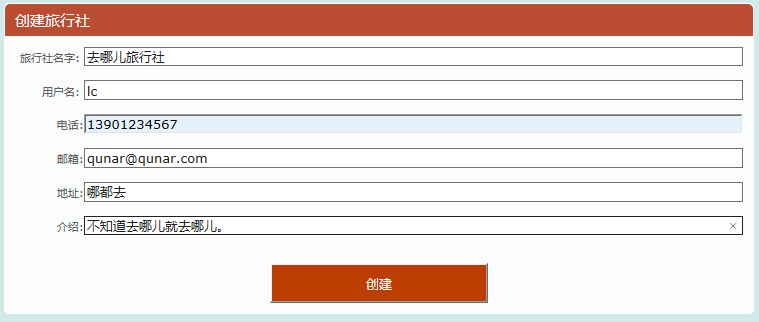 创建旅行社
旅行社名字: 去哪儿旅行社
用户名: lc
电话: 13901234567
邮箱: qunar@qunar.com
地址: 哪都去
介绍: 不知道去哪儿就去哪儿。
创建